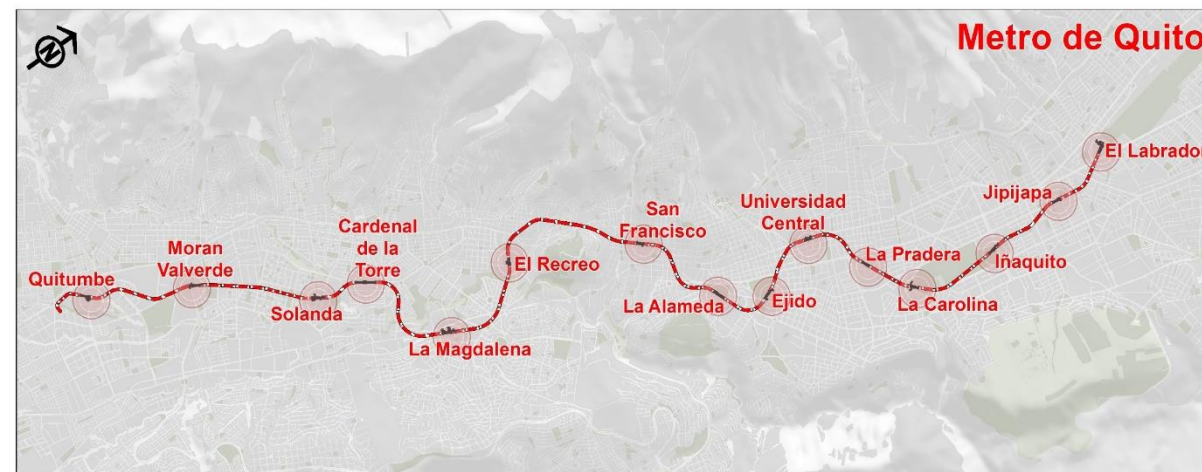 N
Metro de Quito
El Labrador
Jipijapa
Universidad
Central
San
Francisco
Cardenal
de la
Torre
Moran
Valverde
Quitumbe
El Recreo
La Pradera
Iñaquito
Solanda
La Magdalena
La Alameda
Ejido
La Carolina